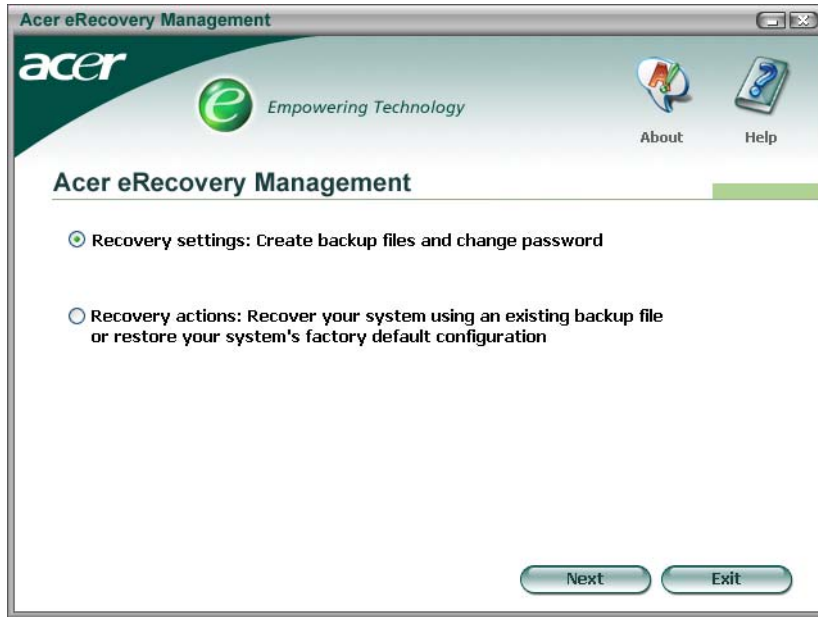 Acer eRecovery Management
acer
e Empowering Technology
About
Help
Acer eRecovery Management
Recovery settings: Create backup files and change password
Recovery actions: Recover your system using an existing backup file
or restore your system's factory default configuration
Next
Exit